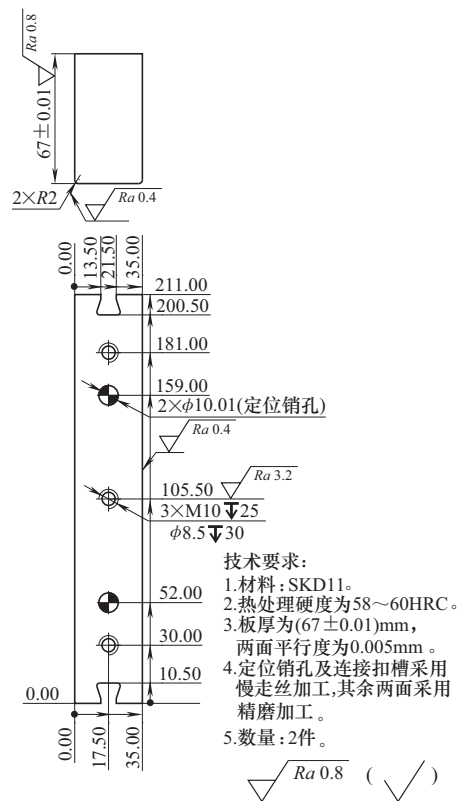 Ra 0.8
67±0.01
2×R2
Ra 0.4
0.00
13.50
21.50
35.00
211.00
200.50
181.00
159.00
2×φ10.01(定位销孔)
Ra 0.4
Ra 3.2
105.50
3×M10↧25
φ8.5↧30
52.00
30.00
10.50
0.00
0.00
17.50
35.00
技术要求:
1.材料:SKD11。
2.热处理硬度为58～60HRC。
3.板厚为(67±0.01)mm,
两面平行度为0.005mm。
4.定位销孔及连接扣槽采用
慢走丝加工,其余两面采用
精磨加工。
5.数量:2件。
Ra 0.8 ( )